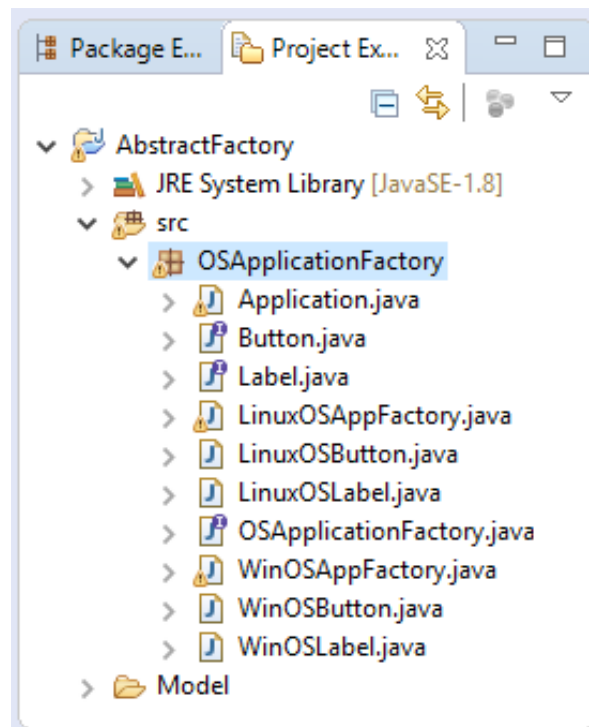 Package E... Project Ex...
AbstractFactory
JRE System Library [JavaSE-1.8]
src
OSApplicationFactory
Application.java
Button.java
Label.java
LinuxOSAppFactory.java
LinuxOSButton.java
LinuxOSLabel.java
OSApplicationFactory.java
WinOSAppFactory.java
WinOSButton.java
WinOSLabel.java
Model